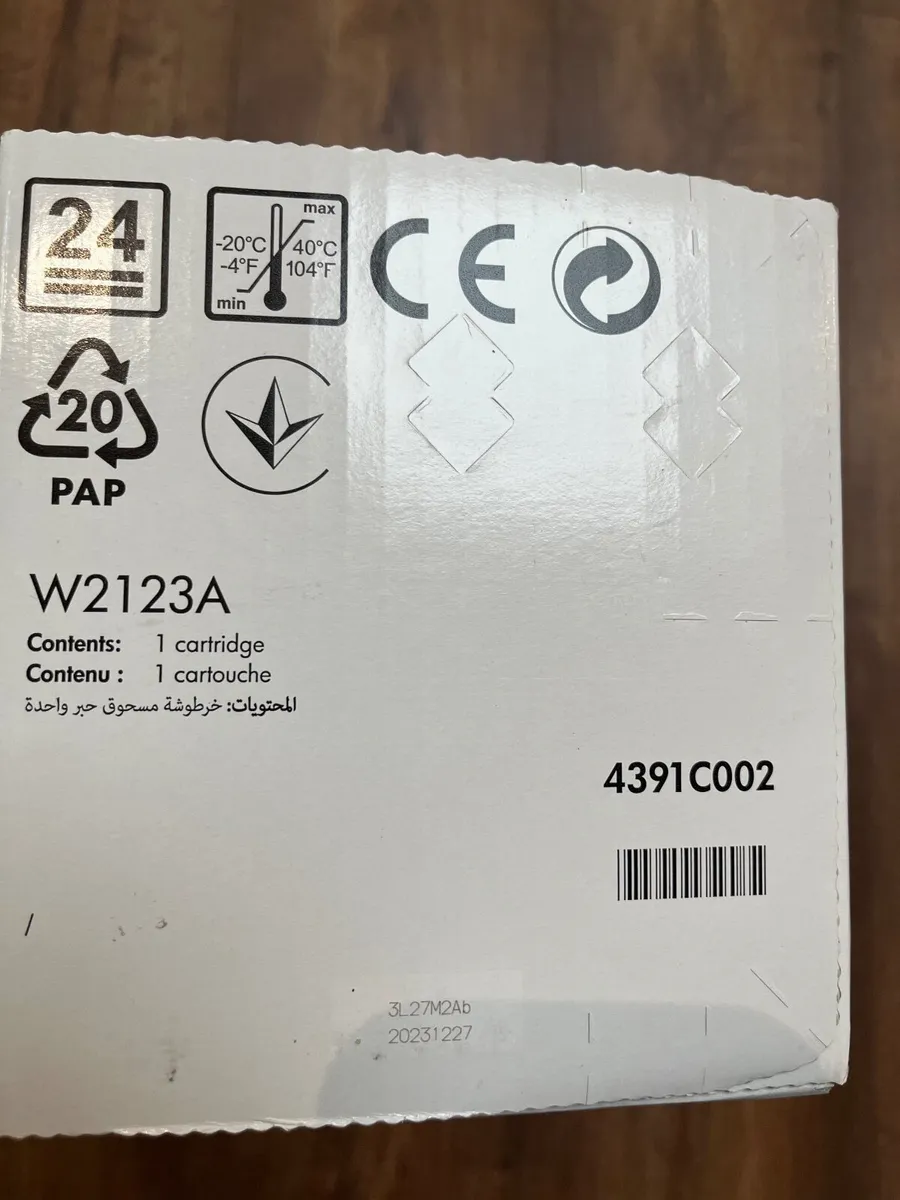 24
max
-20°C 40°C
-4°F 104°F
min
CE
20
PAP
W2123A
Contents: 1 cartridge
Contenu : 1 cartouche
المحتويات: خرطوشة مسحوق حبر واحدة
4391C002
/
3L27M2Ab
20231227